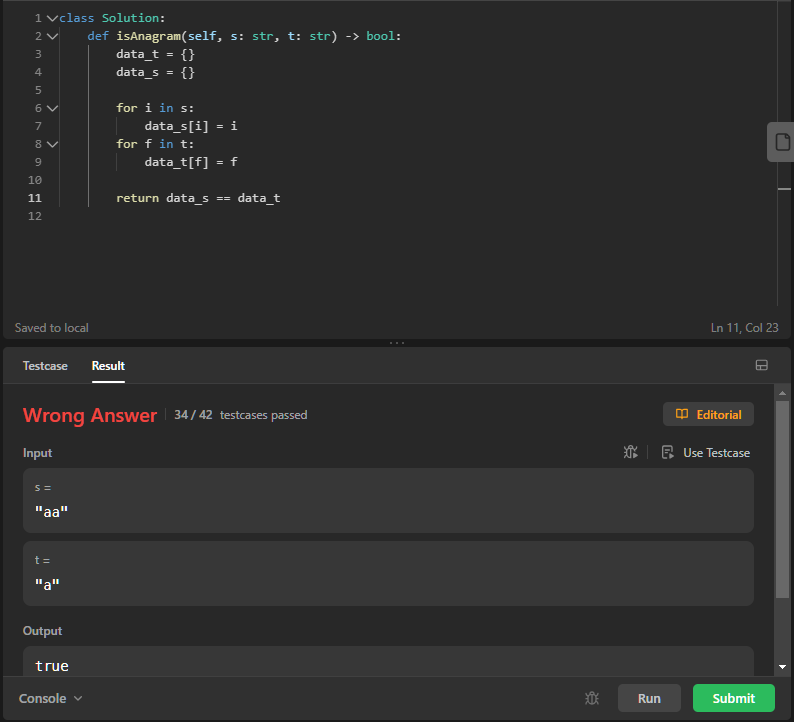 1 class Solution:
2 def isAnagram(self, s: str, t: str) -> bool:
3 data_t = {}
4 data_s = {}
5
6 for i in s:
7 data_s[i] = i
8 for f in t:
9 data_t[f] = f
10
11 return data_s == data_t
12
Saved to local Ln 11, Col 23
Testcase Result
Wrong Answer 34 / 42 testcases passed Editorial
Input Use Testcase
s =
"aa"
t =
"a"
Output
true
Console Run Submit